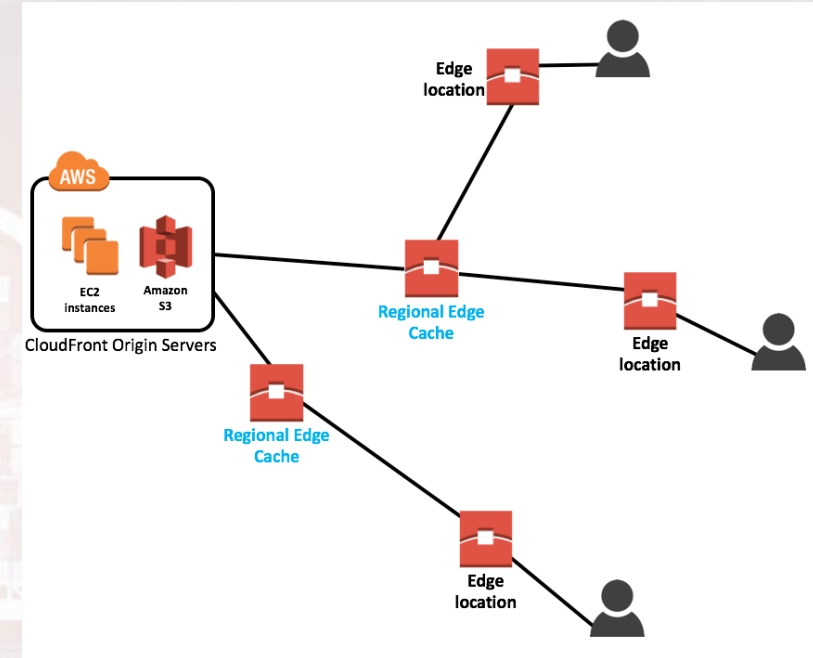 Edge
location
AWS
EC2
instances
Amazon
S3
CloudFront Origin Servers
Regional Edge
Cache
Edge
location
Regional Edge
Cache
Edge
location